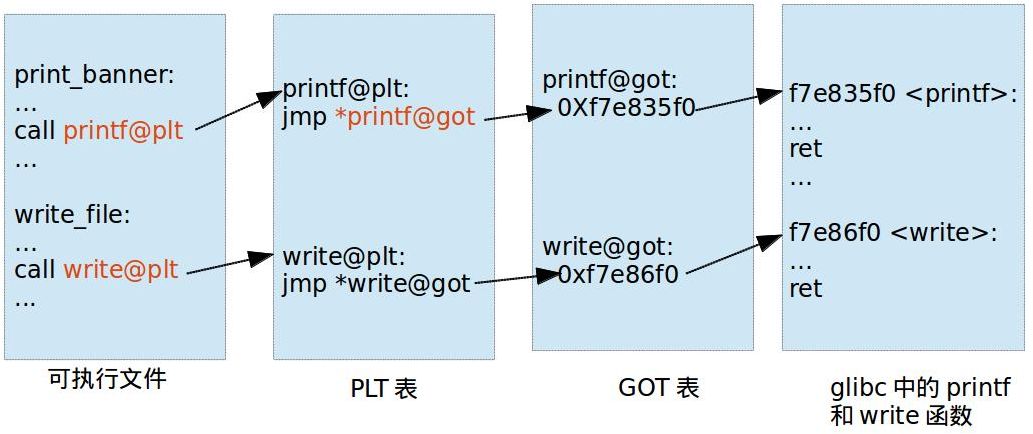 print_banner:
...
call printf@plt
...
write_file:
...
call write@plt
...
可执行文件
printf@plt:
jmp *printf@got
write@plt:
jmp *write@got
PLT 表
printf@got:
0Xf7e835f0
write@got:
0xf7e86f0
GOT 表
f7e835f0 <printf>:
...
ret
...
f7e86f0 <write>:
...
ret
glibc 中的 printf
和 write 函数